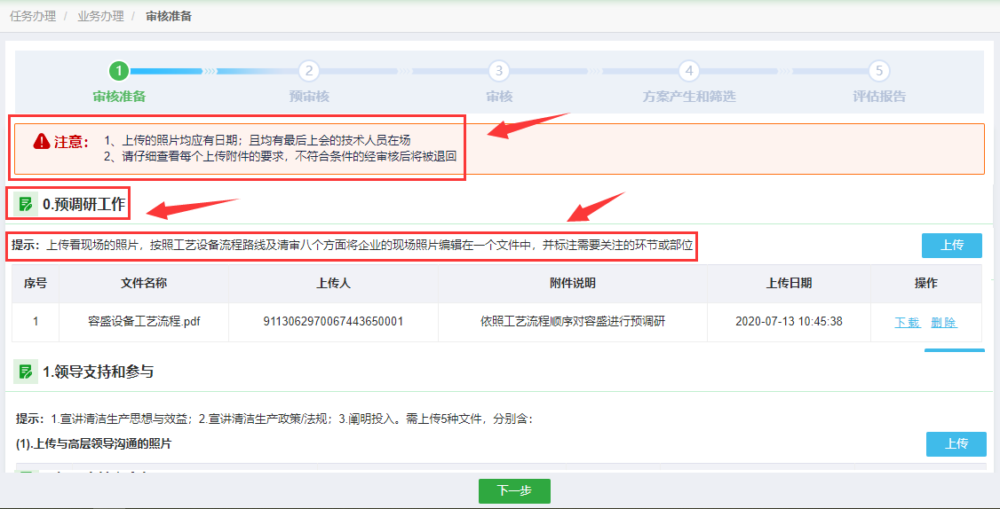 任务办理 / 业务办理 / 审核准备
1 2 3 4 5
审核准备 预审核 审核 方案产生和筛选 评估报告
注意： 1、上传的照片均应有日期；且均有最后上会的技术人员在场
2、请仔细查看每个上传附件的要求，不符合条件的经审核后将被退回
0.预调研工作
提示：上传看现场的照片，按照工艺设备流程路线及清审八个方面将企业的现场照片编辑在一个文件中，并标注需要关注的环节或部位 上传
序号 文件名称 上传人 附件说明 上传日期 操作
1 容盛设备工艺流程.pdf 9113062970067443650001 依照工艺流程顺序对容盛进行预调研 2020-07-13 10:45:38 下载 删除
1.领导支持和参与
提示：1.宣讲清洁生产思想与效益；2.宣讲清洁生产政策/法规；3.阐明投入。需上传5种文件，分别含：
(1).上传与高层领导沟通的照片 上传
下一步